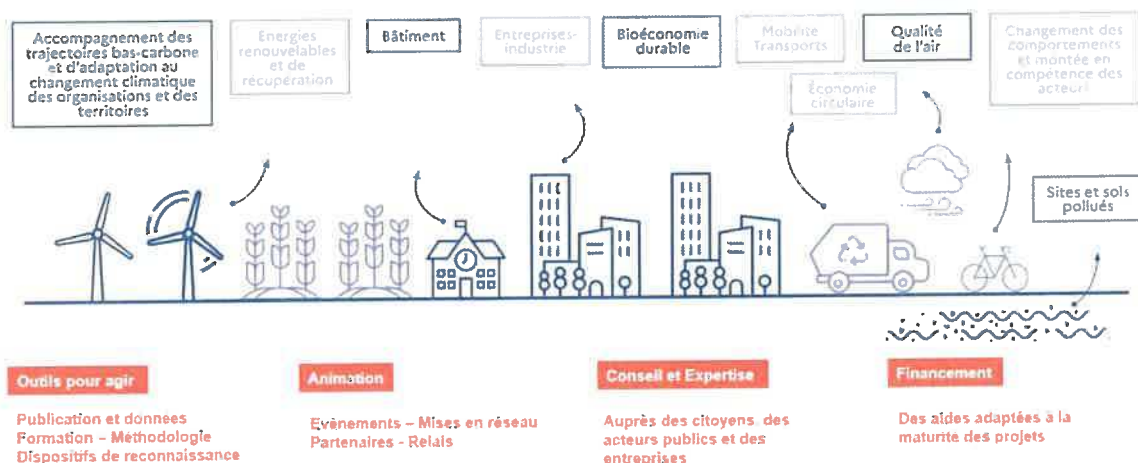 Accompagnement des
trajectoires bas-carbone
et d'adaptation au
changement climatique
des organisations et des
territoires
Energies
renouvelables
et de
récupération
Bâtiment
Entreprises-
industrie
Bioéconomie
durable
Mobilité
Transports
Économie
circulaire
Qualité
de l'air
Changement des
comportements
et montée en
compétence des
acteurs
Sites et sols
pollués
Outils pour agir
Publication et donnees
Formation – Méthodologie
Dispositifs de reconnaissance
Animation
Evènements – Mises en réseau
Partenaires - Relais
Conseil et Expertise
Auprès des citoyens, des
acteurs publics et des
entreprises
Financement
Des aides adaptées à la
maturité des projets